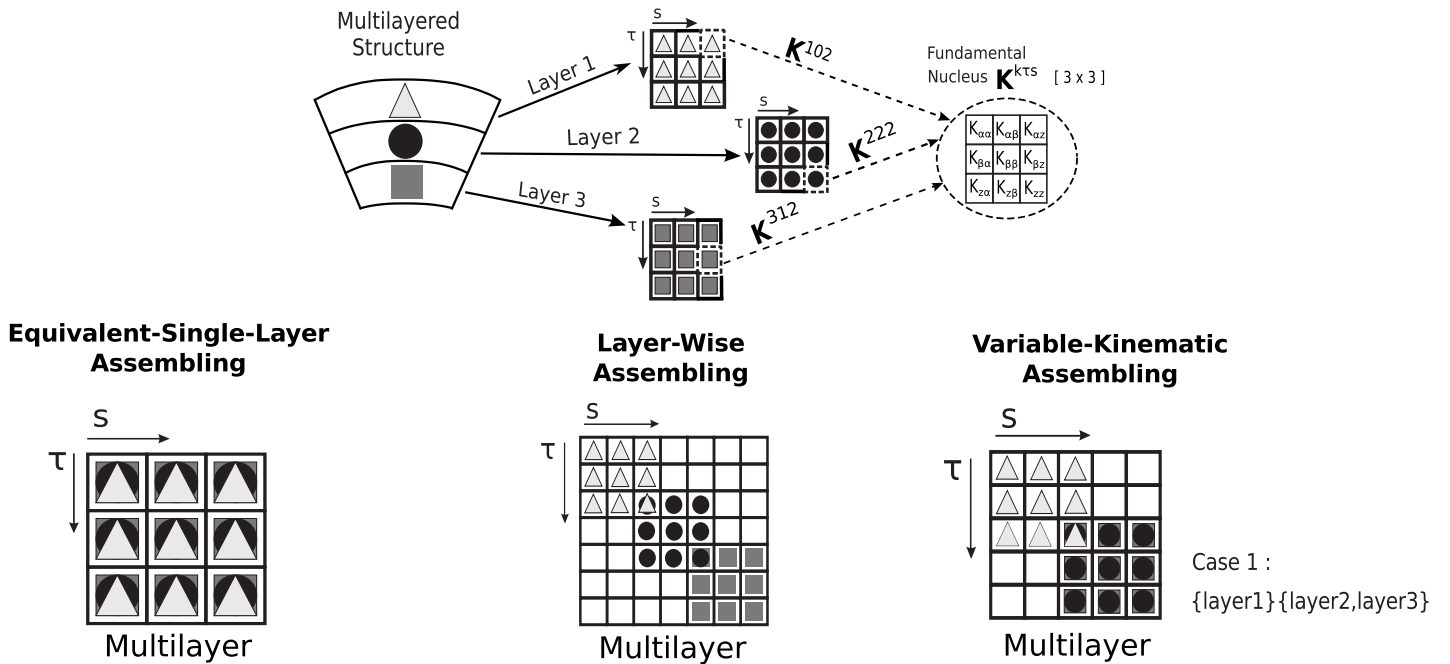 Multilayered
Structure
Layer 1
Layer 2
Layer 3
s
τ
s
τ
s
τ
K¹⁰²
K²²²
K³¹²
Fundamental
Nucleus K^kτs [ 3 x 3 ]
Kαα Kαβ Kαz
Kβα Kββ Kβz
Kzα Kzβ Kzz
Equivalent-Single-Layer
Assembling
s
τ
Multilayer
Layer-Wise
Assembling
s
τ
Multilayer
Variable-Kinematic
Assembling
s
τ
Multilayer
Case 1 :
{layer1}{layer2,layer3}